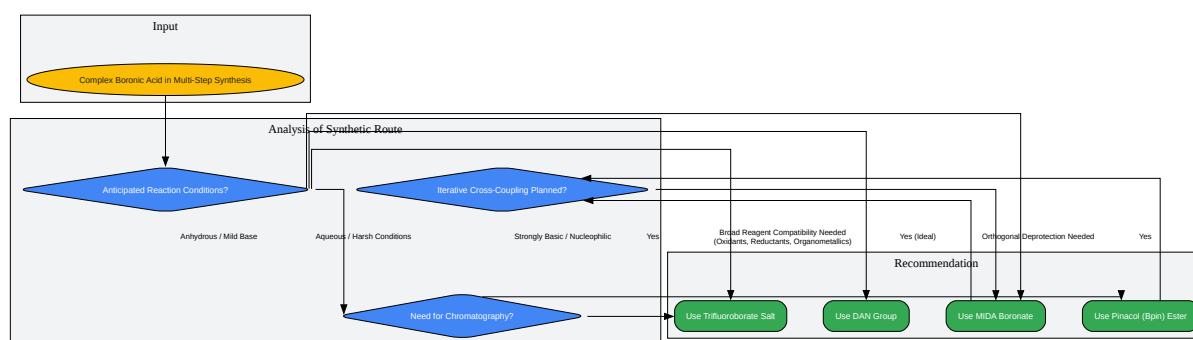 Input
Complex Boronic Acid in Multi-Step Synthesis
Analysis of Synthetic Route
Anticipated Reaction Conditions?
Iterative Cross-Coupling Planned?
Anhydrous / Mild Base
Aqueous / Harsh Conditions
Strongly Basic / Nucleophilic
Yes
Broad Reagent Compatibility Needed
(Oxidants, Reductants, Organometallics)
Yes (Ideal)
Orthogonal Deprotection Needed
Yes
Recommendation
Need for Chromatography?
Use Trifluoroborate Salt
Use DAN Group
Use MIDA Boronate
Use Pinacol (Bpin) Ester